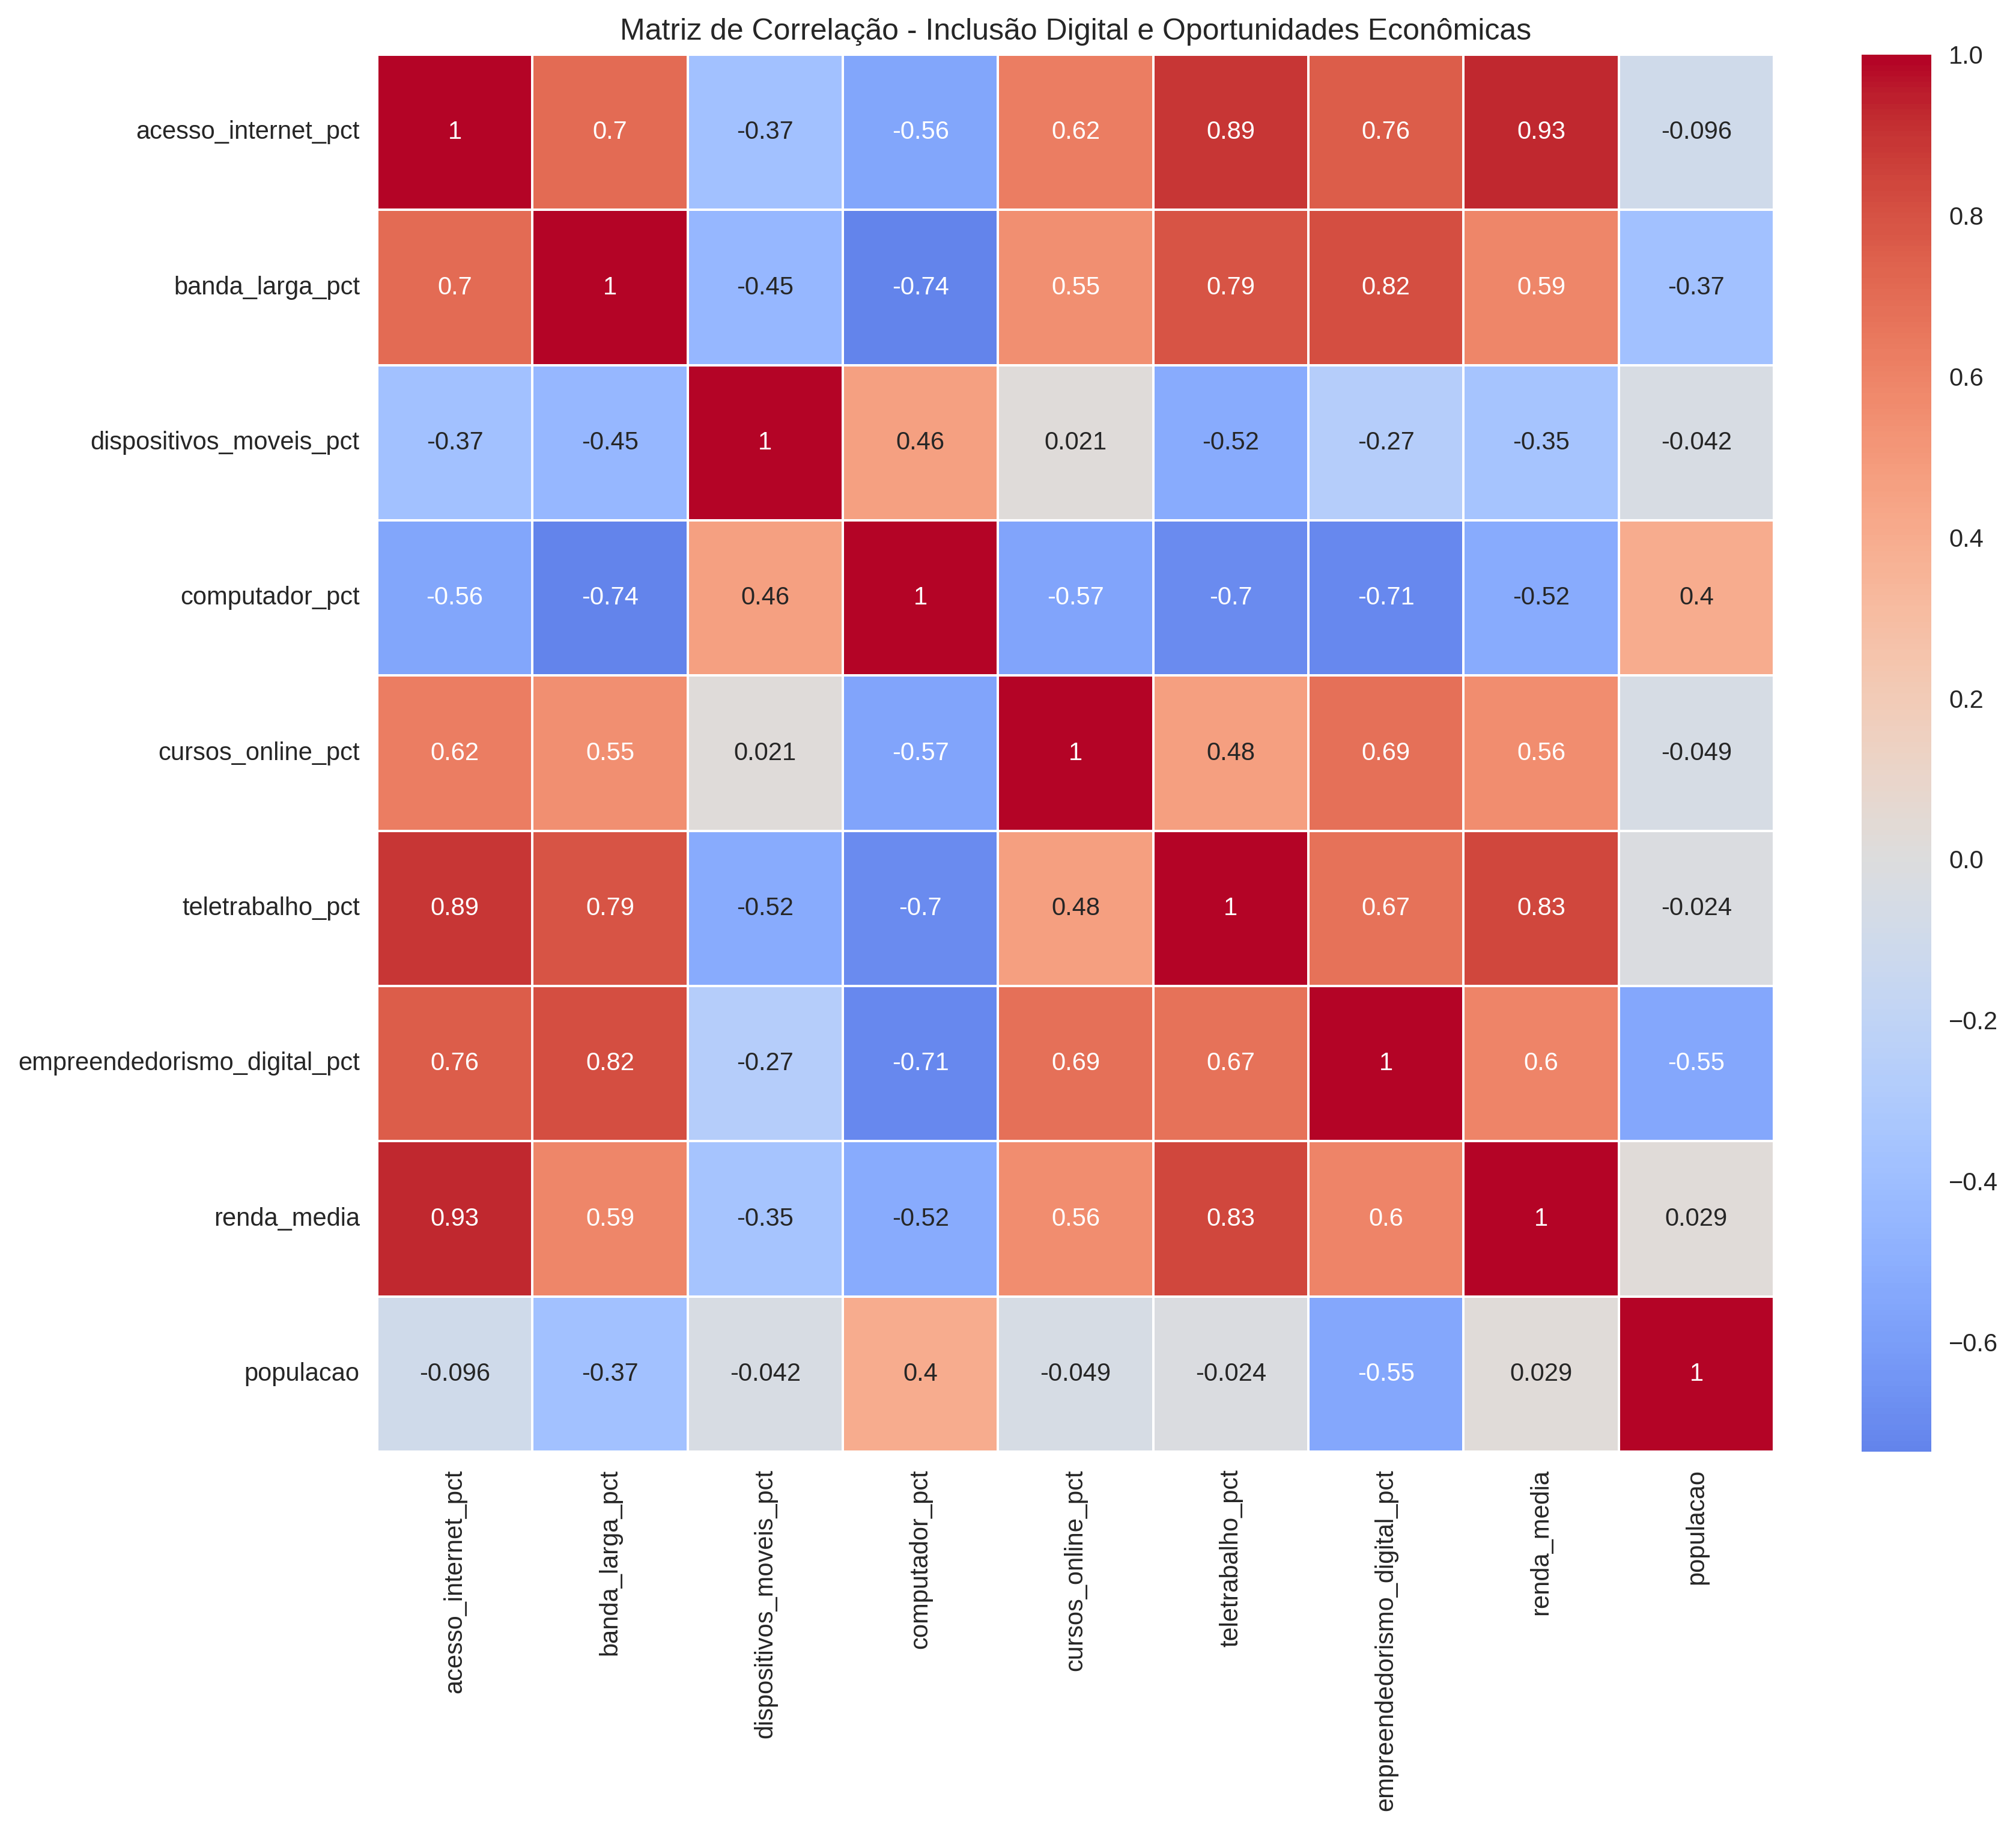 Matriz de Correlação - Inclusão Digital e Oportunidades Econômicas
acesso_internet_pct 1 0.7 -0.37 -0.56 0.62 0.89 0.76 0.93 -0.096
banda_larga_pct 0.7 1 -0.45 -0.74 0.55 0.79 0.82 0.59 -0.37
dispositivos_moveis_pct -0.37 -0.45 1 0.46 0.021 -0.52 -0.27 -0.35 -0.042
computador_pct -0.56 -0.74 0.46 1 -0.57 -0.7 -0.71 -0.52 0.4
cursos_online_pct 0.62 0.55 0.021 -0.57 1 0.48 0.69 0.56 -0.049
teletrabalho_pct 0.89 0.79 -0.52 -0.7 0.48 1 0.67 0.83 -0.024
empreendedorismo_digital_pct 0.76 0.82 -0.27 -0.71 0.69 0.67 1 0.6 -0.55
renda_media 0.93 0.59 -0.35 -0.52 0.56 0.83 0.6 1 0.029
populacao -0.096 -0.37 -0.042 0.4 -0.049 -0.024 -0.55 0.029 1
acesso_internet_pct
banda_larga_pct
dispositivos_moveis_pct
computador_pct
cursos_online_pct
teletrabalho_pct
empreendedorismo_digital_pct
renda_media
populacao
1.0
0.8
0.6
0.4
0.2
0.0
−0.2
−0.4
−0.6